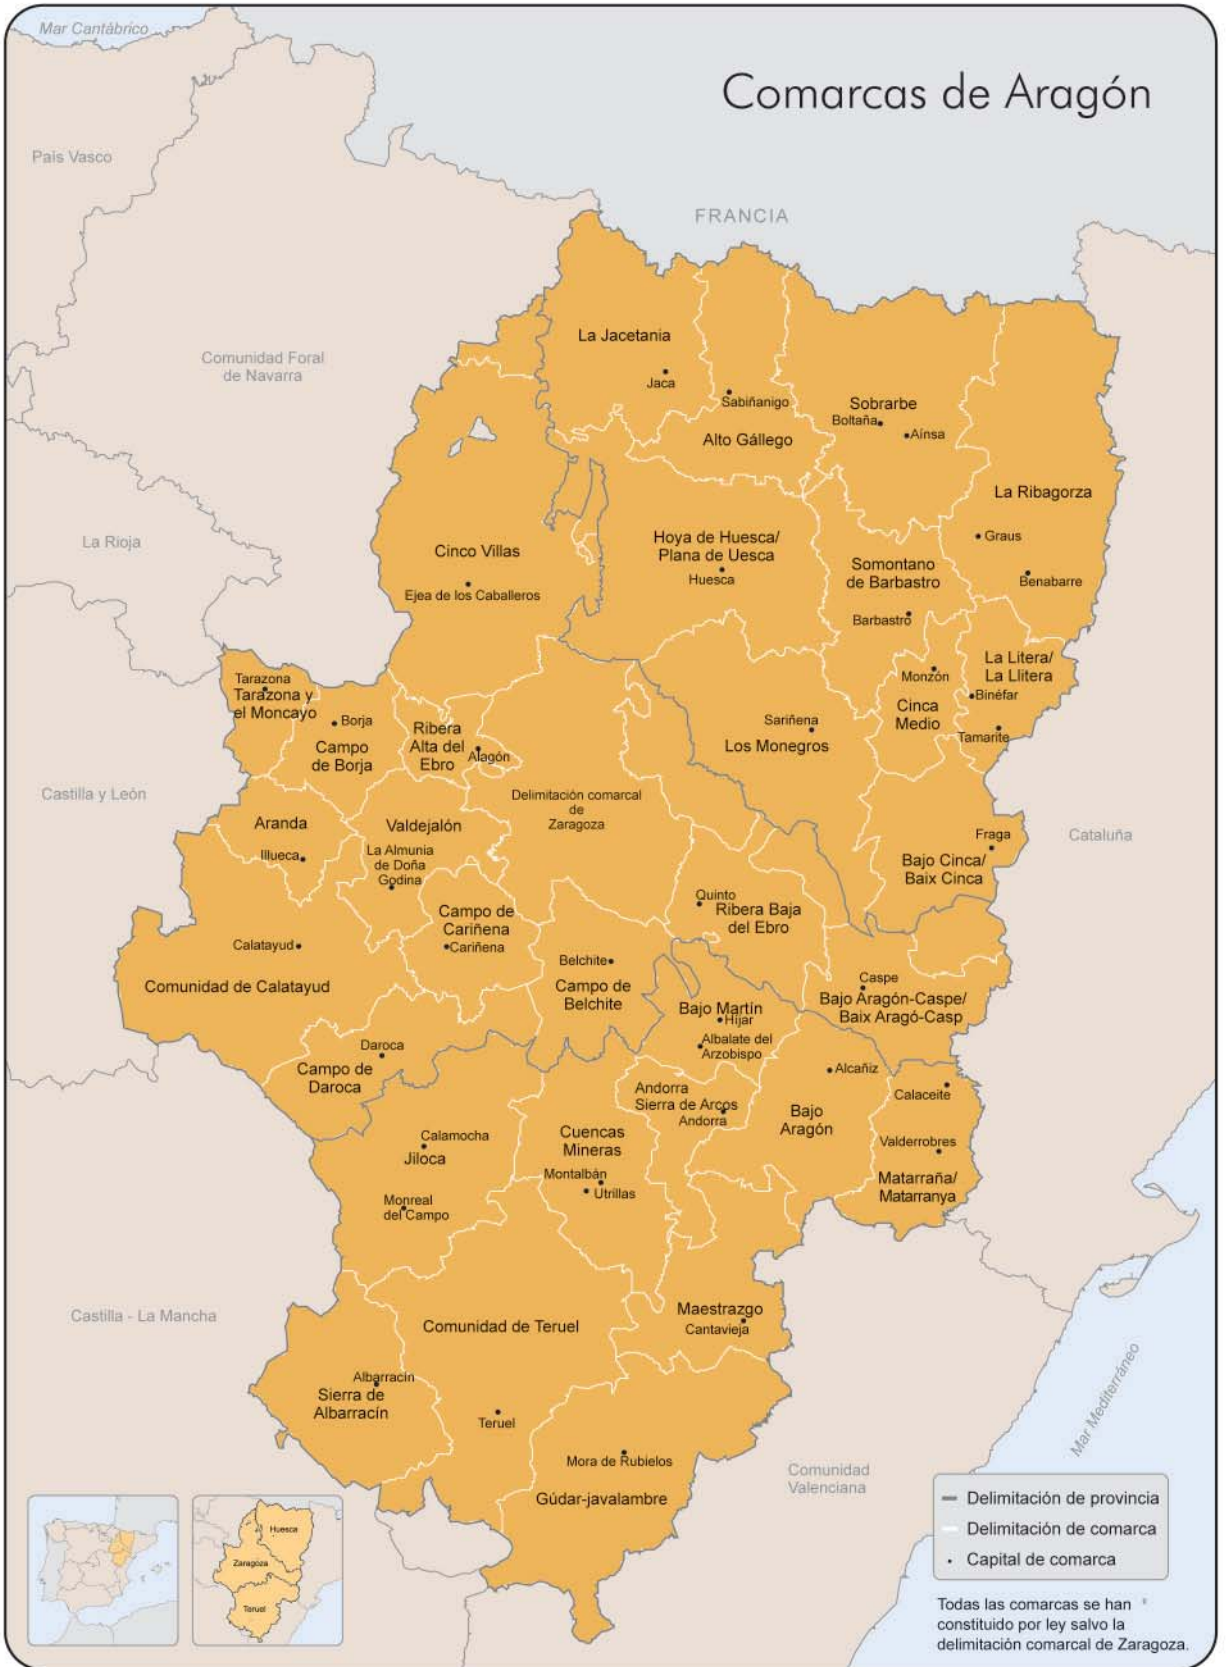 Mar Cantábrico
Comarcas de Aragón
País Vasco
FRANCIA
La Jacetania
Comunidad Foral
de Navarra
Jaca
Sabiñanigo
Sobrarbe
Boltaña
Aínsa
Alto Gállego
La Ribagorza
La Rioja
Cinco Villas
Hoya de Huesca/
Plana de Uesca
Huesca
Graus
Somontano
de Barbastro
Benabarre
Ejea de los Caballeros
Barbastro
La Litera/
La Llitera
Tarazona
Tarazona y
el Moncayo
Monzón
Binéfar
Cinca
Medio
Borja
Campo
de Borja
Ribera
Alta del
Ebro
Alagón
Sariñena
Los Monegros
Tamarite
Castilla y León
Delimitación comarcal
de
Zaragoza
Aranda
Illueca
Valdejalón
La Almunia
de Doña
Godina
Fraga
Cataluña
Bajo Cinca/
Baix Cinca
Quinto
Ribera Baja
del Ebro
Campo de
Cariñena
Cariñena
Calatayud
Comunidad de Calatayud
Belchite
Campo de
Belchite
Caspe
Bajo Aragón-Caspe/
Baix Aragó-Casp
Bajo Martín
Híjar
Albalate del
Arzobispo
Daroca
Campo de
Daroca
Alcañiz
Andorra
Sierra de Arcos
Andorra
Bajo
Aragón
Calaceite
Calamocha
Jiloca
Cuencas
Mineras
Valderrobres
Montalbán
Utrillas
Matarraña/
Matarranya
Monreal
del Campo
Castilla - La Mancha
Comunidad de Teruel
Maestrazgo
Cantavieja
Albarracín
Sierra de
Albarracín
Teruel
Mora de Rubielos
Gúdar-javalambre
Mar Mediterráneo
Comunidad
Valenciana
Huesca
Zaragoza
Teruel
Delimitación de provincia
Delimitación de comarca
Capital de comarca
Todas las comarcas se han
constituido por ley salvo la
delimitación comarcal de Zaragoza.